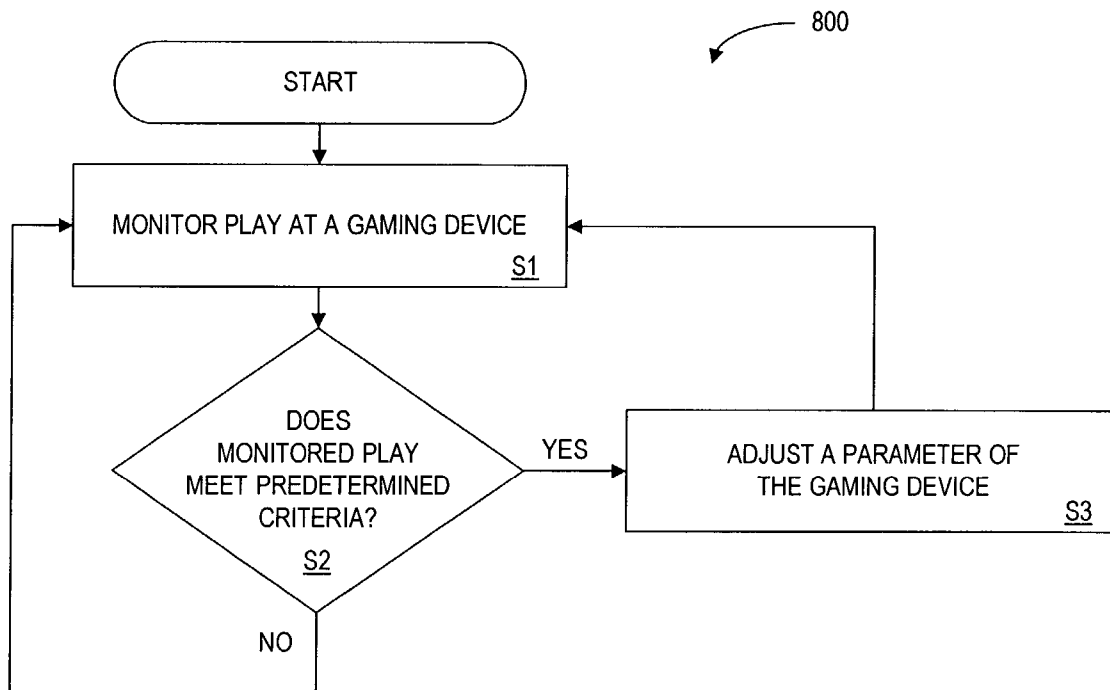 800
START
MONITOR PLAY AT A GAMING DEVICE
S1
DOES
MONITORED PLAY
MEET PREDETERMINED
CRITERIA?
S2
YES
ADJUST A PARAMETER OF
THE GAMING DEVICE
S3
NO